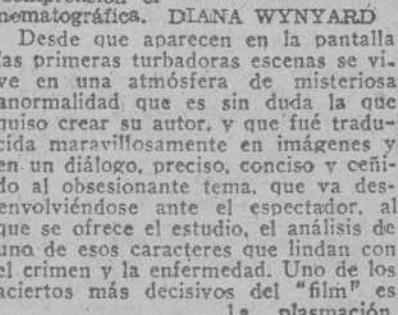 nematográfica. DIANA WYNYARD
Desde que aparecen en la pantalla
las primeras turbadoras escenas se vi-
ve en una atmósfera de misteriosa
anormalidad que es sin duda la que
quiso crear su autor, y que fué tradu-
cida maravillosamente en imágenes y
en un diálogo, preciso, conciso y ceñi-
do al obsesionante tema, que va des-
envolviéndose ante el espectador, al
que se ofrece el estudio, el análisis de
uno de esos caracteres que lindan con
el crimen y la enfermedad. Uno de los
aciertos más decisivos del "film" es
la plasmación